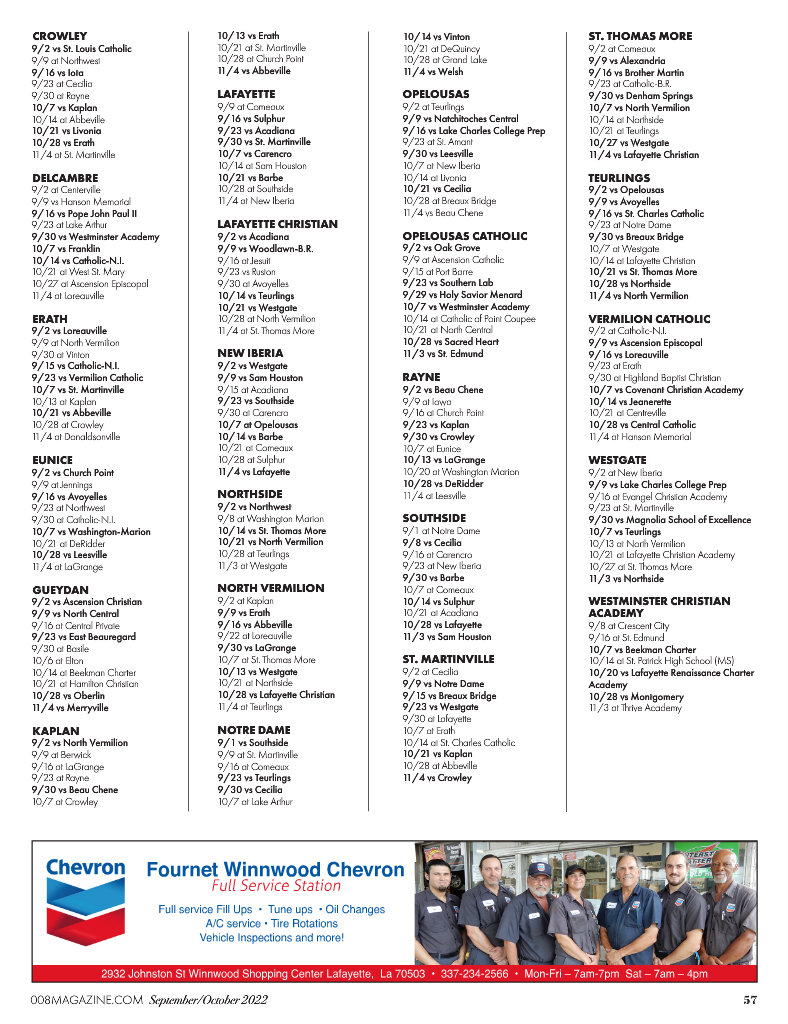 CROWLEY
9/2 vs St. Louis Catholic
9/9 at Northwest
9/16 vs Iota
9/23 at Cecilia
9/30 at Rayne
10/7 vs Kaplan
10/14 at Abbeville
10/21 vs Livonia
10/28 vs Erath
11/4 at St. Martinville
DELCAMBRE
9/2 at Centerville
9/9 vs Hanson Memorial
9/16 vs Pope John Paul II
9/23 at Lake Arthur
9/30 vs Westminster Academy
10/7 vs Franklin
10/14 vs Catholic-N.I.
10/21 at West St. Mary
10/27 at Ascension Episcopal
11/4 at Loreauville
ERATH
9/2 vs Loreauville
9/9 at North Vermilion
9/30 at Vinton
9/15 vs Catholic-N.I.
9/23 vs Vermilion Catholic
10/7 vs St. Martinville
10/13 at Kaplan
10/21 vs Abbeville
10/28 at Crowley
11/4 at Donaldsonville
EUNICE
9/2 vs Church Point
9/9 at Jennings
9/16 vs Avoyelles
9/23 at Northwest
9/30 at Catholic-N.I.
10/7 vs Washington-Marion
10/21 at DeRidder
10/28 vs Leesville
11/4 at LaGrange
GUEYDAN
9/2 vs Ascension Christian
9/9 vs North Central
9/16 at Central Private
9/23 vs East Beauregard
9/30 at Basile
10/6 at Elton
10/14 at Beekman Charter
10/21 at Hamilton Christian
10/28 vs Oberlin
11/4 vs Merryville
KAPLAN
9/2 vs North Vermilion
9/9 at Berwick
9/16 at LaGrange
9/23 at Rayne
9/30 vs Beau Chene
10/7 at Crowley
10/13 vs Erath
10/21 at St. Martinville
10/28 at Church Point
11/4 vs Abbeville
LAFAYETTE
9/9 at Comeaux
9/16 vs Sulphur
9/23 vs Acadiana
9/30 vs St. Martinville
10/7 vs Carencro
10/14 at Sam Houston
10/21 vs Barbe
10/28 at Southside
11/4 at New Iberia
LAFAYETTE CHRISTIAN
9/2 vs Acadiana
9/9 vs Woodlawn-B.R.
9/16 at Jesuit
9/23 vs Ruston
9/30 at Avoyelles
10/14 vs Teurlings
10/21 vs Westgate
10/28 at North Vermilion
11/4 at St. Thomas More
NEW IBERIA
9/2 vs Westgate
9/9 vs Sam Houston
9/15 at Acadiana
9/23 vs Southside
9/30 at Carencro
10/7 at Opelousas
10/14 vs Barbe
10/21 at Comeaux
10/28 at Sulphur
11/4 vs Lafayette
NORTHSIDE
9/2 vs Northwest
9/8 at Washington Marion
10/14 vs St. Thomas More
10/21 vs North Vermilion
10/28 at Teurlings
11/3 at Westgate
NORTH VERMILION
9/2 at Kaplan
9/9 vs Erath
9/16 vs Abbeville
9/22 at Loreauville
9/30 vs LaGrange
10/7 at St. Thomas More
10/13 vs Westgate
10/21 at Northside
10/28 vs Lafayette Christian
11/4 at Teurlings
NOTRE DAME
9/1 vs Southside
9/9 at St. Martinville
9/16 at Comeaux
9/23 vs Teurlings
9/30 vs Cecilia
10/7 at Lake Arthur
10/14 vs Vinton
10/21 at DeQuincy
10/28 at Grand Lake
11/4 vs Welsh
OPELOUSAS
9/2 at Teurlings
9/9 vs Natchitoches Central
9/16 vs Lake Charles College Prep
9/23 at St. Amant
9/30 vs Leesville
10/7 at New Iberia
10/14 at Livonia
10/21 vs Cecilia
10/28 at Breaux Bridge
11/4 vs Beau Chene
OPELOUSAS CATHOLIC
9/2 vs Oak Grove
9/9 at Ascension Catholic
9/15 at Port Barre
9/23 vs Southern Lab
9/29 vs Holy Savior Menard
10/7 vs Westminster Academy
10/14 at Catholic of Point Coupee
10/21 at North Central
10/28 vs Sacred Heart
11/3 vs St. Edmund
RAYNE
9/2 vs Beau Chene
9/9 at Iowa
9/16 at Church Point
9/23 vs Kaplan
9/30 vs Crowley
10/7 at Eunice
10/13 vs LaGrange
10/20 at Washington Marion
10/28 vs DeRidder
11/4 at Leesville
SOUTHSIDE
9/1 at Notre Dame
9/8 vs Cecilia
9/16 at Carencro
9/23 at New Iberia
9/30 vs Barbe
10/7 at Comeaux
10/14 vs Sulphur
10/21 at Acadiana
10/28 vs Lafayette
11/3 vs Sam Houston
ST. MARTINVILLE
9/2 at Cecilia
9/9 vs Notre Dame
9/15 vs Breaux Bridge
9/23 vs Westgate
9/30 at Lafayette
10/7 at Erath
10/14 at St. Charles Catholic
10/21 vs Kaplan
10/28 at Abbeville
11/4 vs Crowley
ST. THOMAS MORE
9/2 at Comeaux
9/9 vs Alexandria
9/16 vs Brother Martin
9/23 at Catholic-B.R.
9/30 vs Denham Springs
10/7 vs North Vermilion
10/14 at Northside
10/21 at Teurlings
10/27 vs Westgate
11/4 vs Lafayette Christian
TEURLINGS
9/2 vs Opelousas
9/9 vs Avoyelles
9/16 vs St. Charles Catholic
9/23 at Notre Dame
9/30 vs Breaux Bridge
10/7 at Westgate
10/14 at Lafayette Christian
10/21 vs St. Thomas More
10/28 vs Northside
11/4 vs North Vermilion
VERMILION CATHOLIC
9/2 at Catholic-N.I.
9/9 vs Ascension Episcopal
9/16 vs Loreauville
9/23 at Erath
9/30 at Highland Baptist Christian
10/7 vs Covenant Christian Academy
10/14 vs Jeanerette
10/21 at Centreville
10/28 vs Central Catholic
11/4 at Hanson Memorial
WESTGATE
9/2 at New Iberia
9/9 vs Lake Charles College Prep
9/16 at Evangel Christian Academy
9/23 at St. Martinville
9/30 vs Magnolia School of Excellence
10/7 vs Teurlings
10/13 at North Vermilion
10/21 at Lafayette Christian Academy
10/27 at St. Thomas More
11/3 vs Northside
WESTMINSTER CHRISTIAN
ACADEMY
9/8 at Crescent City
9/16 at St. Edmund
10/7 vs Beekman Charter
10/14 at St. Patrick High School (MS)
10/20 vs Lafayette Renaissance Charter
Academy
10/28 vs Montgomery
11/3 at Thrive Academy
Chevron
Fournet Winnwood Chevron
Full Service Station
Full service Fill Ups • Tune ups • Oil Changes
A/C service • Tire Rotations
Vehicle Inspections and more!
2932 Johnston St Winnwood Shopping Center Lafayette, La 70503 • 337-234-2566 • Mon-Fri – 7am-7pm Sat – 7am – 4pm
008MAGAZINE.COM September/October 2022
57